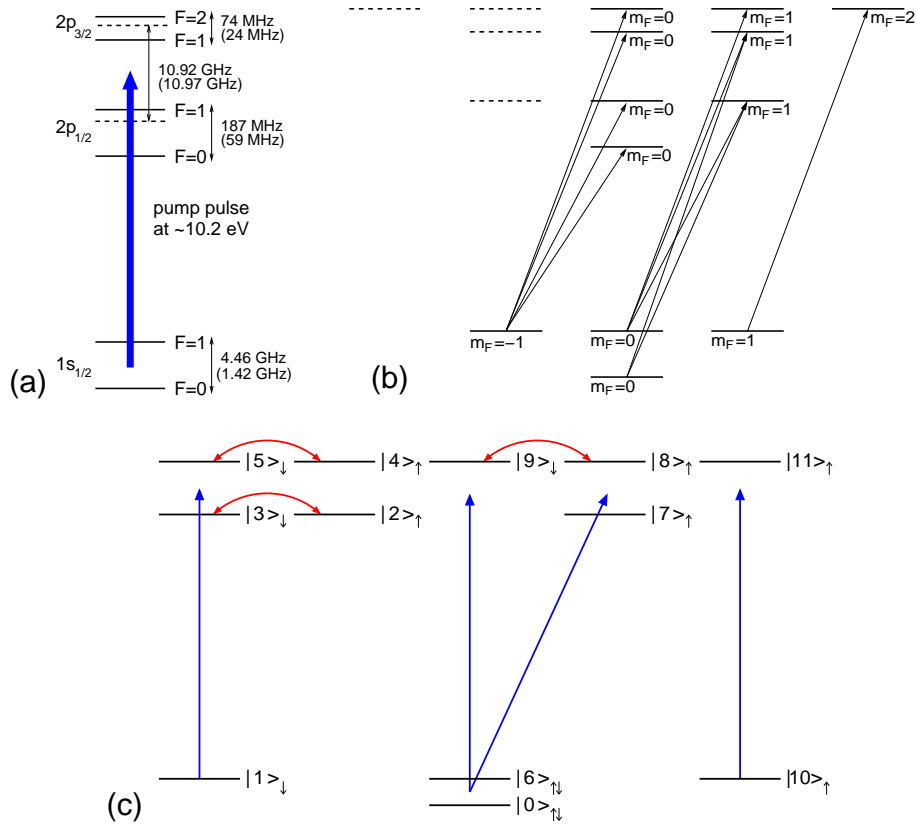 2p3/2
F=2
F=1
74 MHz
(24 MHz)
10.92 GHz
(10.97 GHz)
2p1/2
F=1
F=0
187 MHz
(59 MHz)
pump pulse
at ~10.2 eV
1s1/2
F=1
F=0
4.46 GHz
(1.42 GHz)
(a)
mF=0
mF=1
mF=2
mF=0
mF=1
mF=0
mF=1
mF=0
mF=−1
mF=0
mF=1
mF=0
(b)
|5>↓
|4>↑
|9>↓
|8>↑
|11>↑
|3>↓
|2>↑
|7>↑
|1>↓
|6>↑↓
|10>↑
|0>↑↓
(c)